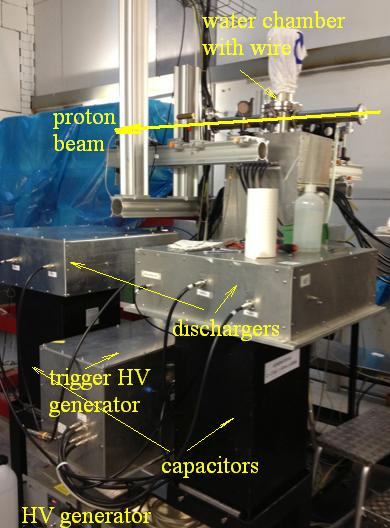 water chamber
with wire
proton
beam
dischargers
trigger HV
generator
capacitors
HV generator